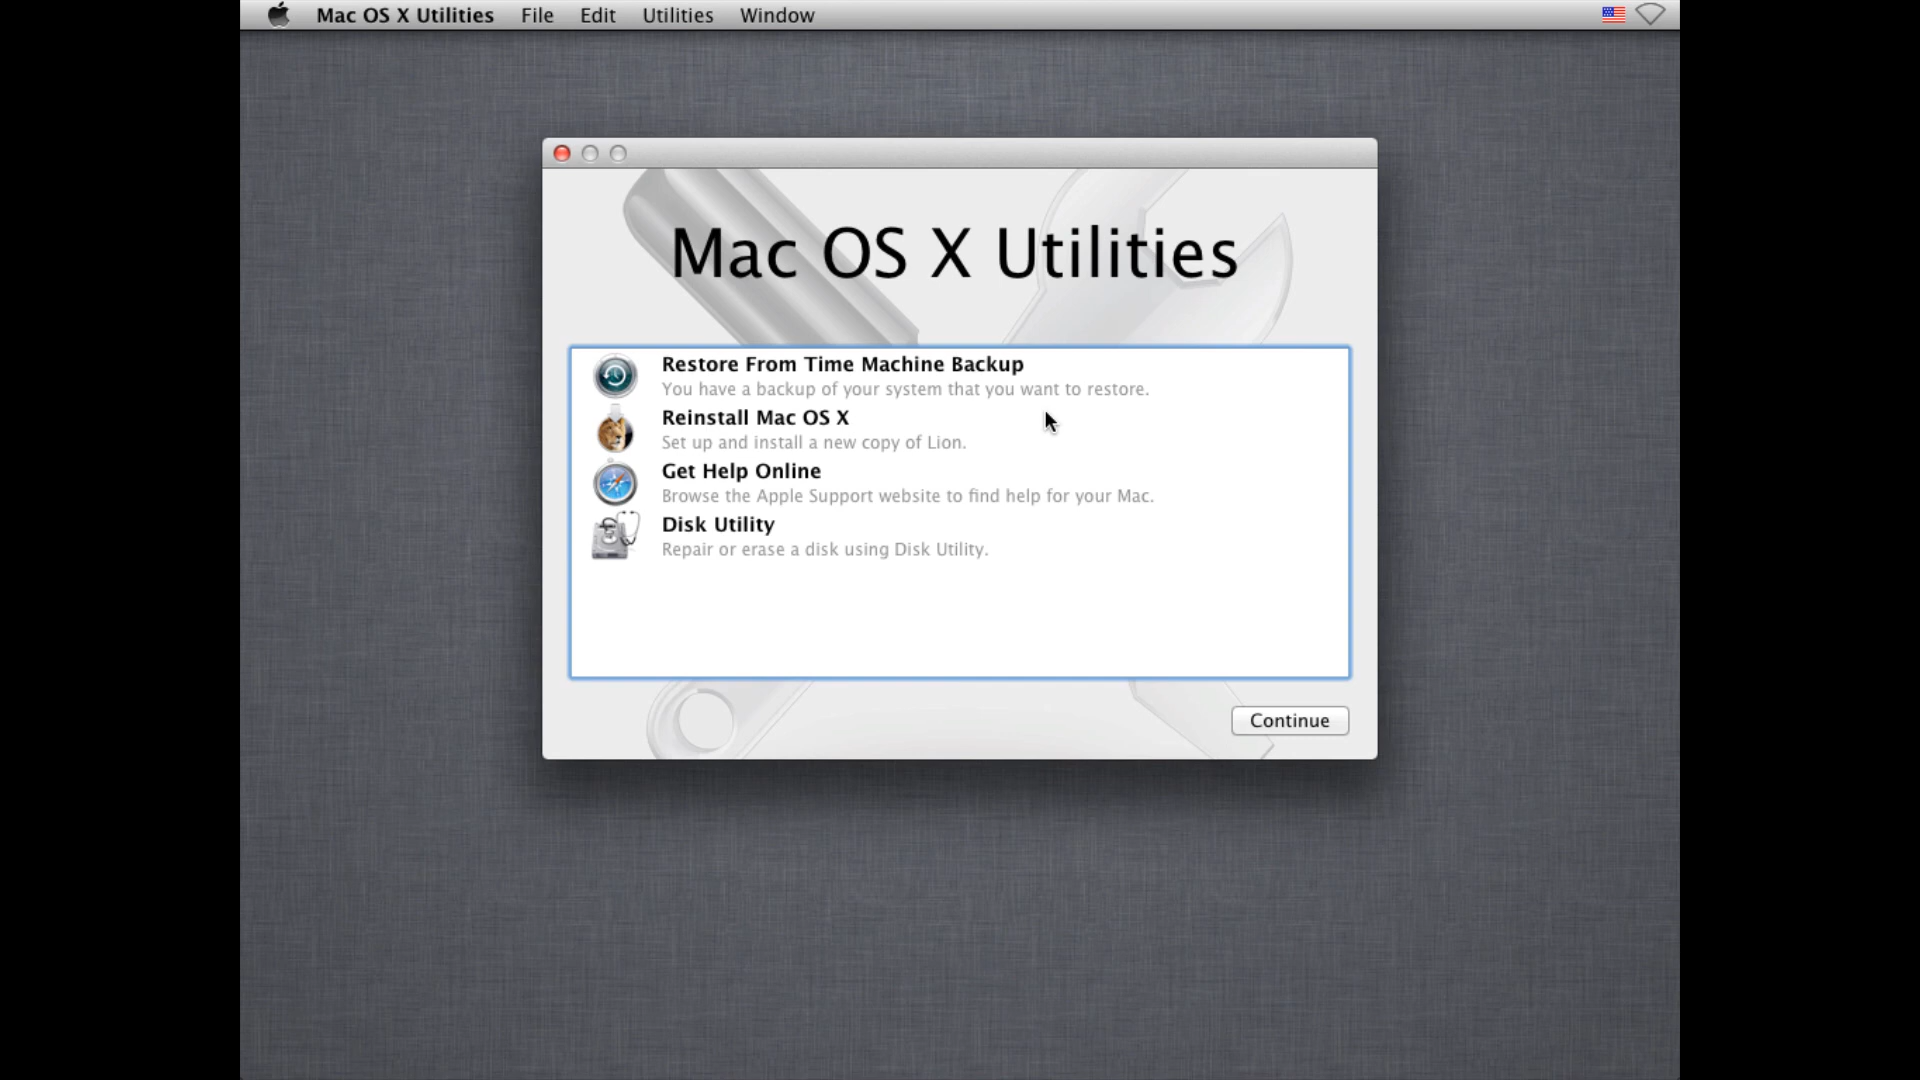 Mac OS X Utilities File Edit Utilities Window
Mac OS X Utilities
Restore From Time Machine Backup
You have a backup of your system that you want to restore.
Reinstall Mac OS X
Set up and install a new copy of Lion.
Get Help Online
Browse the Apple Support website to find help for your Mac.
Disk Utility
Repair or erase a disk using Disk Utility.
Continue